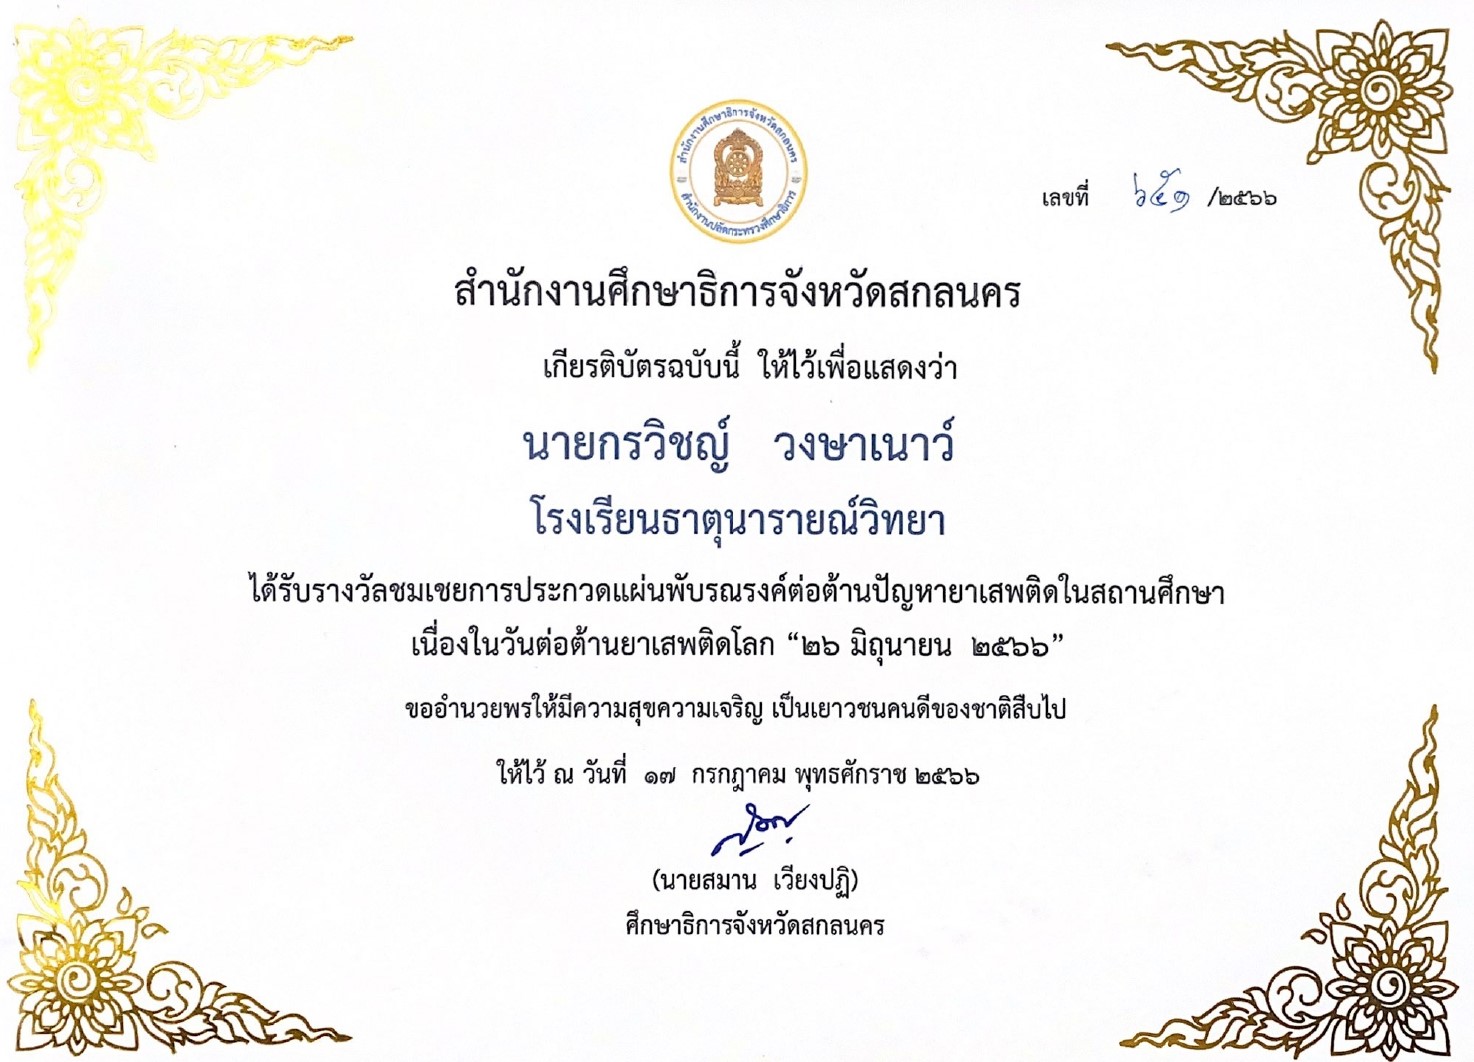 สำนักงานศึกษาธิการจังหวัดสกลนคร
สำนักงานปลัดกระทรวงศึกษาธิการ
เลขที่ ๖๕๑ /๒๕๖๖
สำนักงานศึกษาธิการจังหวัดสกลนคร
เกียรติบัตรฉบับนี้ ให้ไว้เพื่อแสดงว่า
นายกรวิชญ์ วงษาเนาว์
โรงเรียนธาตุนารายณ์วิทยา
ได้รับรางวัลชมเชยการประกวดแผ่นพับรณรงค์ต่อต้านปัญหายาเสพติดในสถานศึกษา
เนื่องในวันต่อต้านยาเสพติดโลก “๒๖ มิถุนายน ๒๕๖๖”
ขออำนวยพรให้มีความสุขความเจริญ เป็นเยาวชนคนดีของชาติสืบไป
ให้ไว้ ณ วันที่ ๑๗ กรกฎาคม พุทธศักราช ๒๕๖๖
(นายสมาน เวียงปฏิ)
ศึกษาธิการจังหวัดสกลนคร